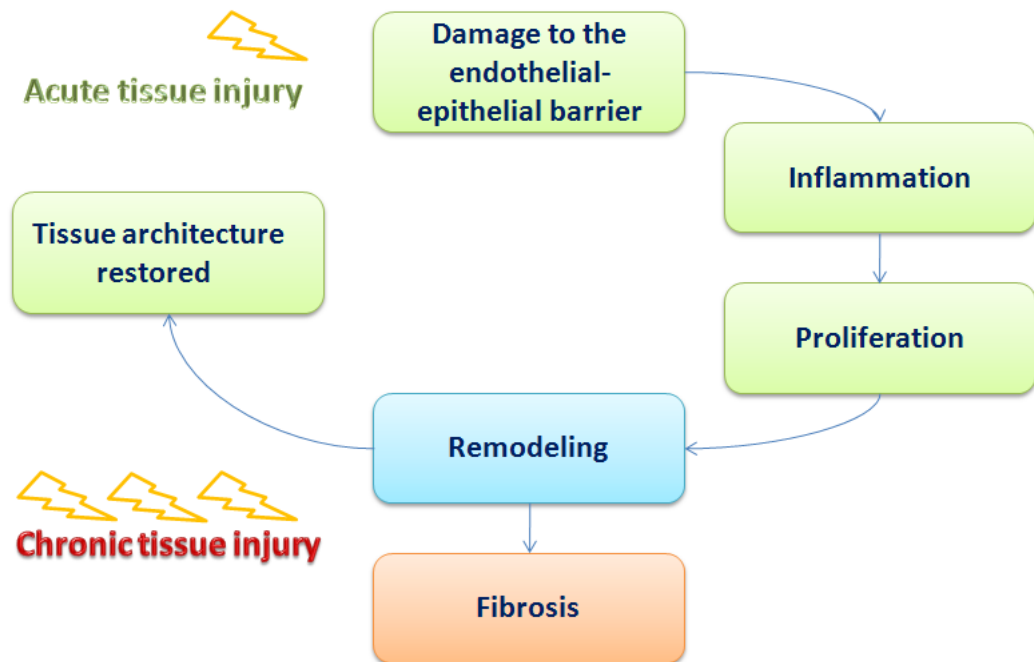 Acute tissue injury
Damage to the
endothelial-
epithelial barrier
Inflammation
Tissue architecture
restored
Proliferation
Remodeling
Chronic tissue injury
Fibrosis